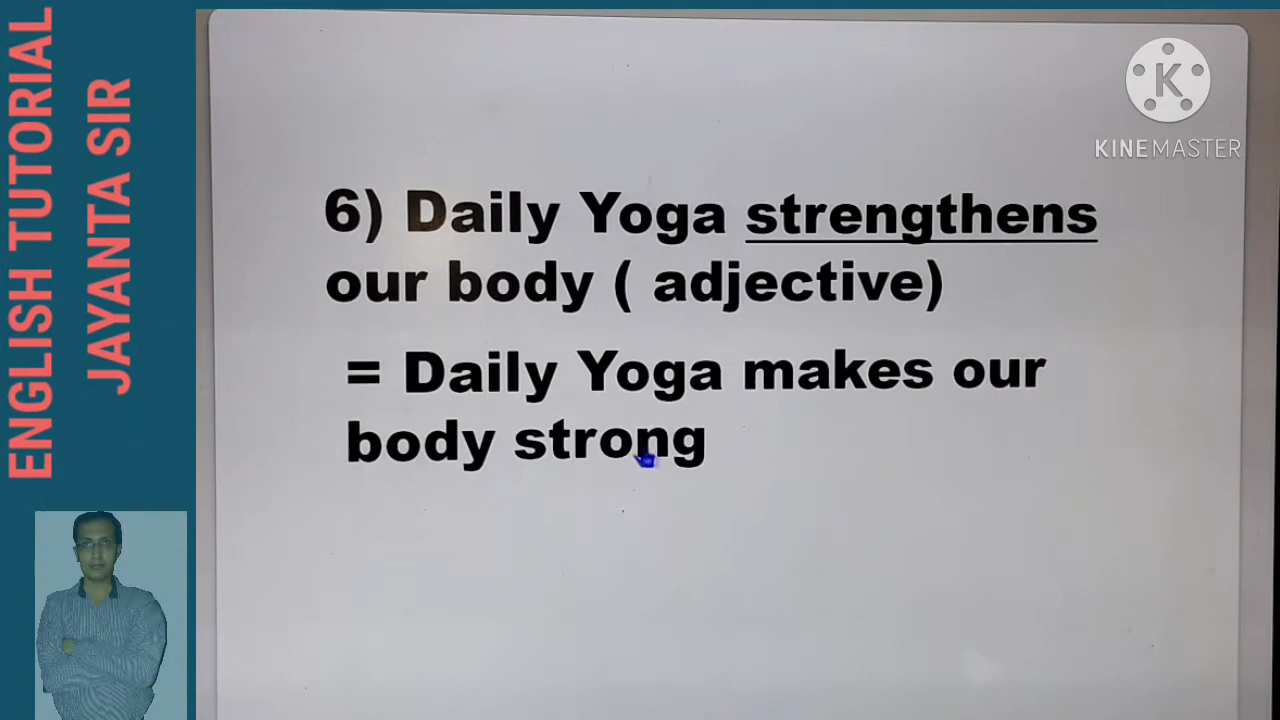 ENGLISH TUTORIAL
JAYANTA SIR
K
KINEMASTER
6) Daily Yoga strengthens
our body ( adjective)
= Daily Yoga makes our
body strong